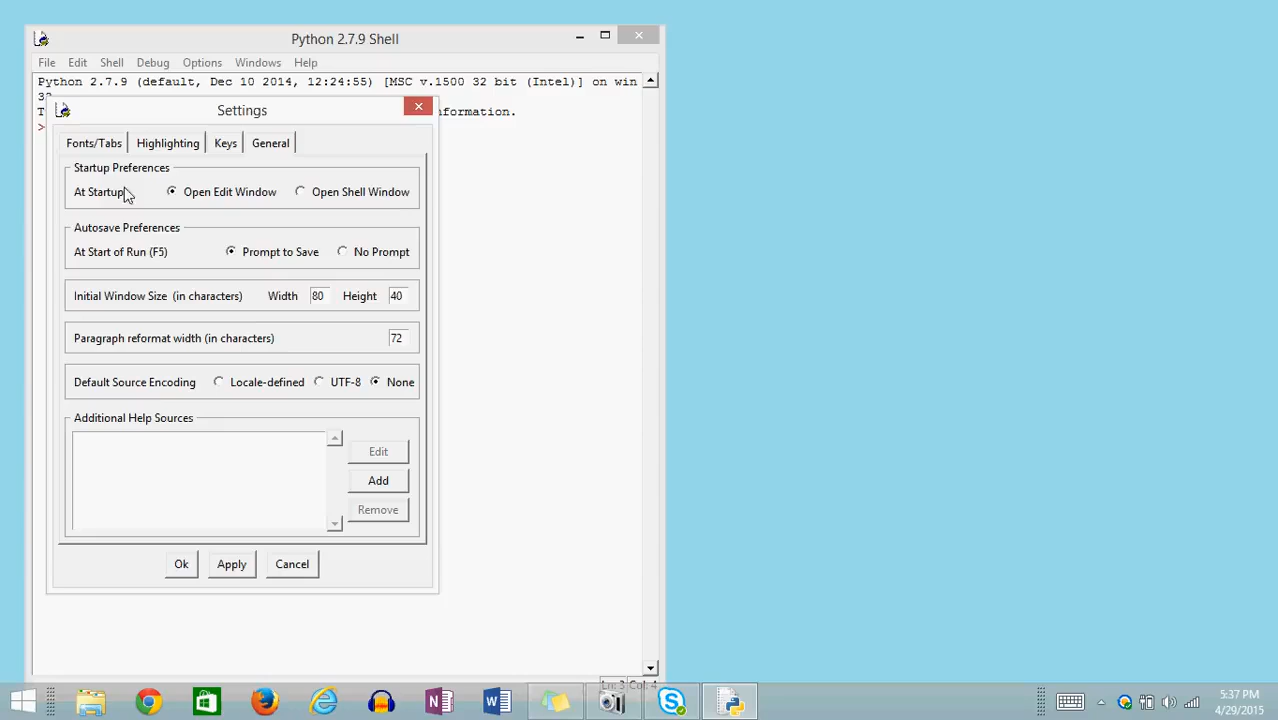 Python 2.7.9 Shell
File Edit Shell Debug Options Windows Help
Python 2.7.9 (default, Dec 10 2014, 12:24:55) [MSC v.1500 32 bit (Intel)] on win
Settings
Fonts/Tabs Highlighting Keys General
Startup Preferences
At Startup Open Edit Window Open Shell Window
Autosave Preferences
At Start of Run (F5) Prompt to Save No Prompt
Initial Window Size (in characters) Width 80 Height 40
Paragraph reformat width (in characters) 72
Default Source Encoding Locale-defined UTF-8 None
Additional Help Sources
Edit
Add
Remove
Ok Apply Cancel
Ln: 3 Col: 4
5:37 PM
4/29/2015